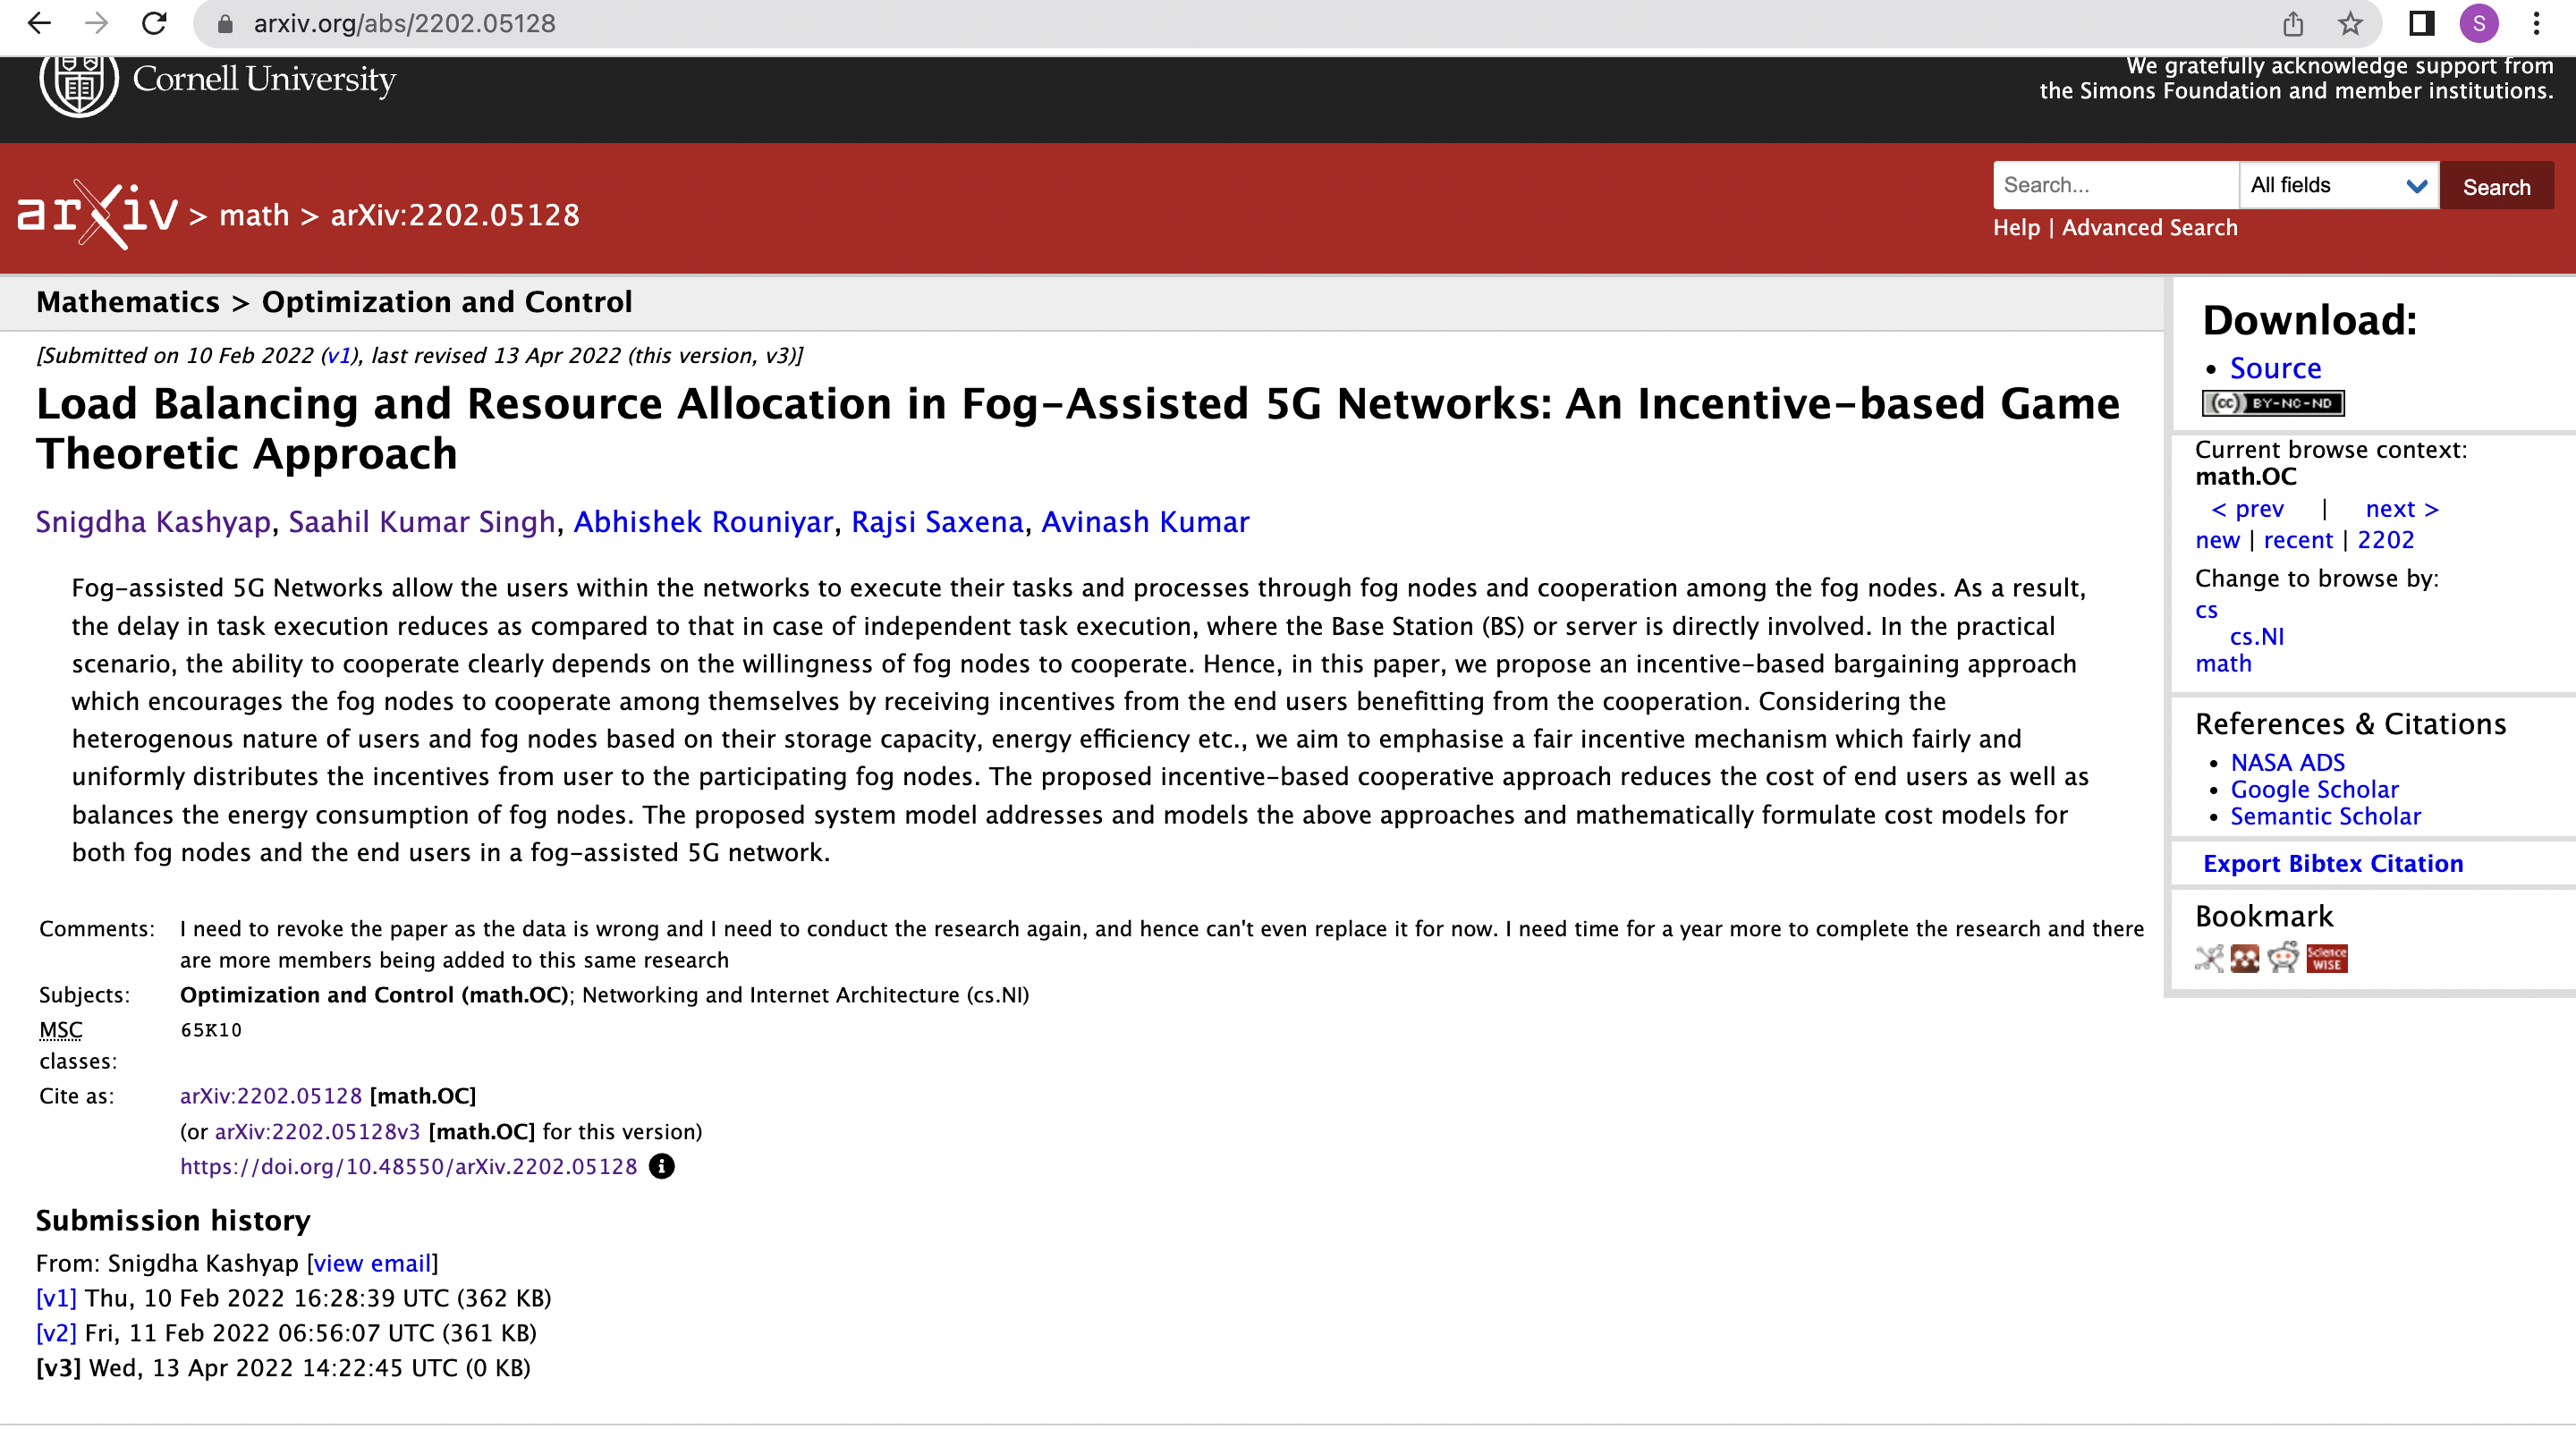 arxiv.org/abs/2202.05128
S
Cornell University
We gratefully acknowledge support from
the Simons Foundation and member institutions.
arXiv > math > arXiv:2202.05128
Search...
All fields
Search
Help | Advanced Search
Mathematics > Optimization and Control
[Submitted on 10 Feb 2022 (v1), last revised 13 Apr 2022 (this version, v3)]
Load Balancing and Resource Allocation in Fog-Assisted 5G Networks: An Incentive-based Game
Theoretic Approach
Snigdha Kashyap, Saahil Kumar Singh, Abhishek Rouniyar, Rajsi Saxena, Avinash Kumar
Fog-assisted 5G Networks allow the users within the networks to execute their tasks and processes through fog nodes and cooperation among the fog nodes. As a result,
the delay in task execution reduces as compared to that in case of independent task execution, where the Base Station (BS) or server is directly involved. In the practical
scenario, the ability to cooperate clearly depends on the willingness of fog nodes to cooperate. Hence, in this paper, we propose an incentive-based bargaining approach
which encourages the fog nodes to cooperate among themselves by receiving incentives from the end users benefitting from the cooperation. Considering the
heterogenous nature of users and fog nodes based on their storage capacity, energy efficiency etc., we aim to emphasise a fair incentive mechanism which fairly and
uniformly distributes the incentives from user to the participating fog nodes. The proposed incentive-based cooperative approach reduces the cost of end users as well as
balances the energy consumption of fog nodes. The proposed system model addresses and models the above approaches and mathematically formulate cost models for
both fog nodes and the end users in a fog-assisted 5G network.
Comments: I need to revoke the paper as the data is wrong and I need to conduct the research again, and hence can't even replace it for now. I need time for a year more to complete the research and there
are more members being added to this same research
Subjects: Optimization and Control (math.OC); Networking and Internet Architecture (cs.NI)
MSC 65K10
classes:
Cite as: arXiv:2202.05128 [math.OC]
(or arXiv:2202.05128v3 [math.OC] for this version)
https://doi.org/10.48550/arXiv.2202.05128
Submission history
From: Snigdha Kashyap [view email]
[v1] Thu, 10 Feb 2022 16:28:39 UTC (362 KB)
[v2] Fri, 11 Feb 2022 06:56:07 UTC (361 KB)
[v3] Wed, 13 Apr 2022 14:22:45 UTC (0 KB)
Download:
• Source
(cc) BY-NC-ND
Current browse context:
math.OC
< prev | next >
new | recent | 2202
Change to browse by:
cs
cs.NI
math
References & Citations
• NASA ADS
• Google Scholar
• Semantic Scholar
Export Bibtex Citation
Bookmark
Science
WISE